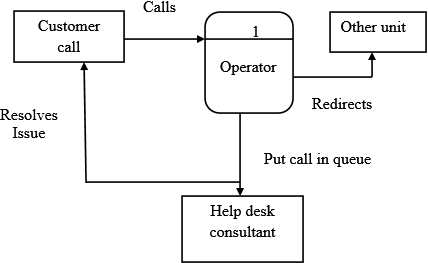 Calls
Customer
call
1
Operator
Other unit
Redirects
Resolves
Issue
Put call in queue
Help desk
consultant